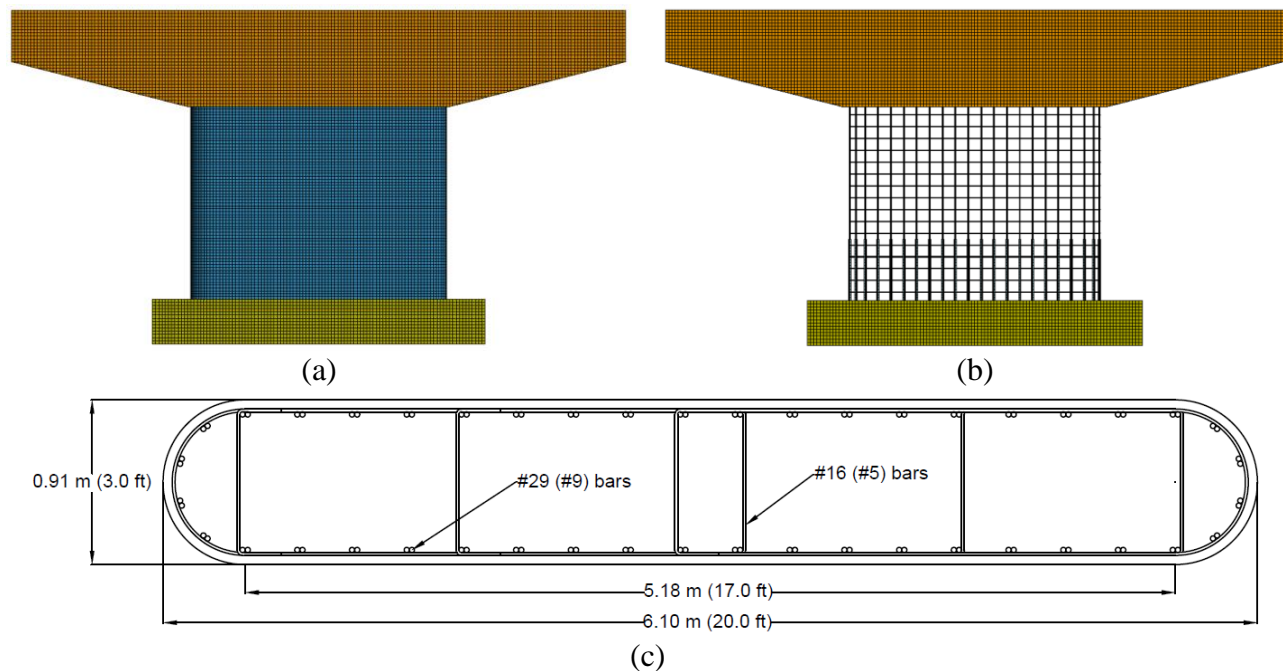 (a)
(b)
0.91 m (3.0 ft)
#29 (#9) bars
#16 (#5) bars
5.18 m (17.0 ft)
6.10 m (20.0 ft)
(c)